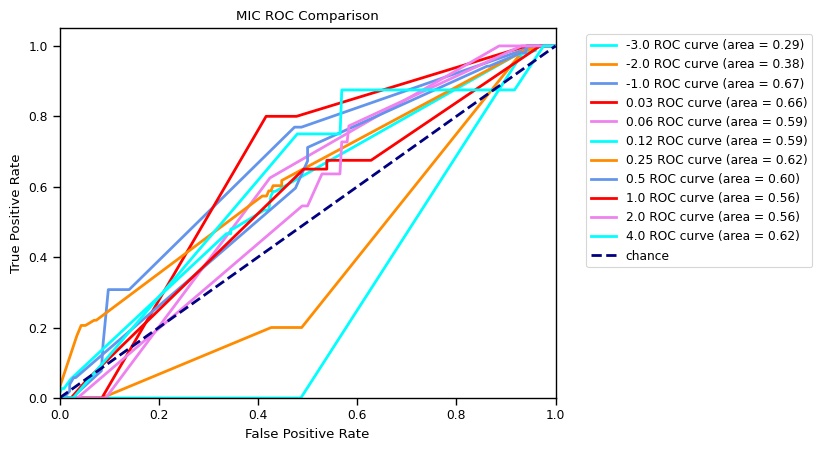 MIC ROC Comparison
1.0
0.8
0.6
0.4
0.2
0.0
True Positive Rate
0.0 0.2 0.4 0.6 0.8 1.0
False Positive Rate
-3.0 ROC curve (area = 0.29)
-2.0 ROC curve (area = 0.38)
-1.0 ROC curve (area = 0.67)
0.03 ROC curve (area = 0.66)
0.06 ROC curve (area = 0.59)
0.12 ROC curve (area = 0.59)
0.25 ROC curve (area = 0.62)
0.5 ROC curve (area = 0.60)
1.0 ROC curve (area = 0.56)
2.0 ROC curve (area = 0.56)
4.0 ROC curve (area = 0.62)
chance